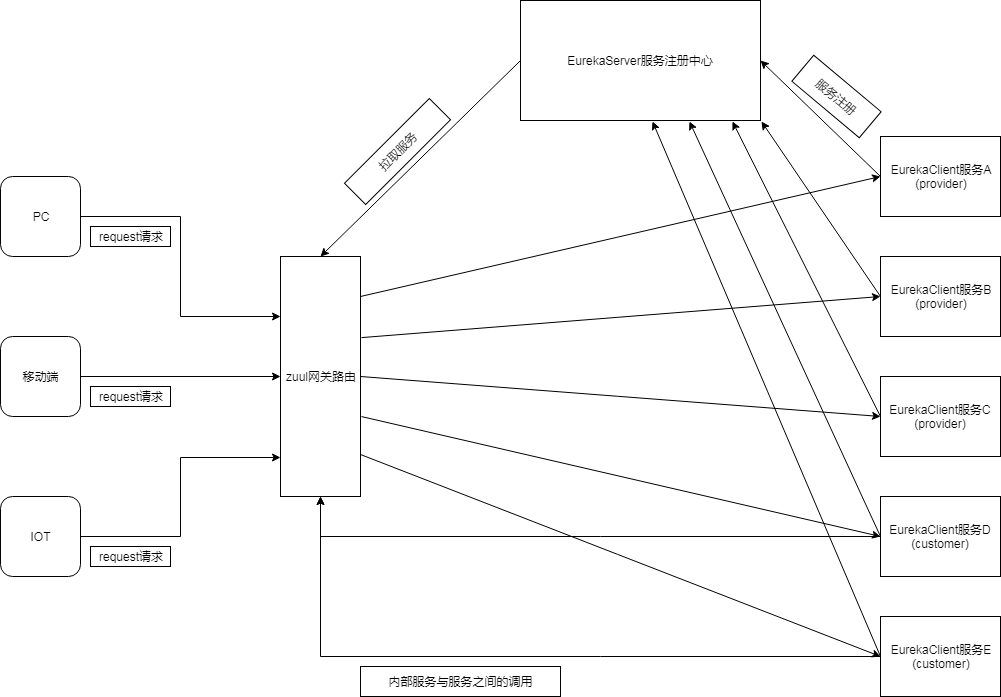 EurekaServer服务注册中心
服务注册
拉取服务
EurekaClient服务A
(provider)
PC
request请求
EurekaClient服务B
(provider)
移动端
request请求
zuul网关路由
EurekaClient服务C
(provider)
IOT
request请求
EurekaClient服务D
(customer)
EurekaClient服务E
(customer)
内部服务与服务之间的调用